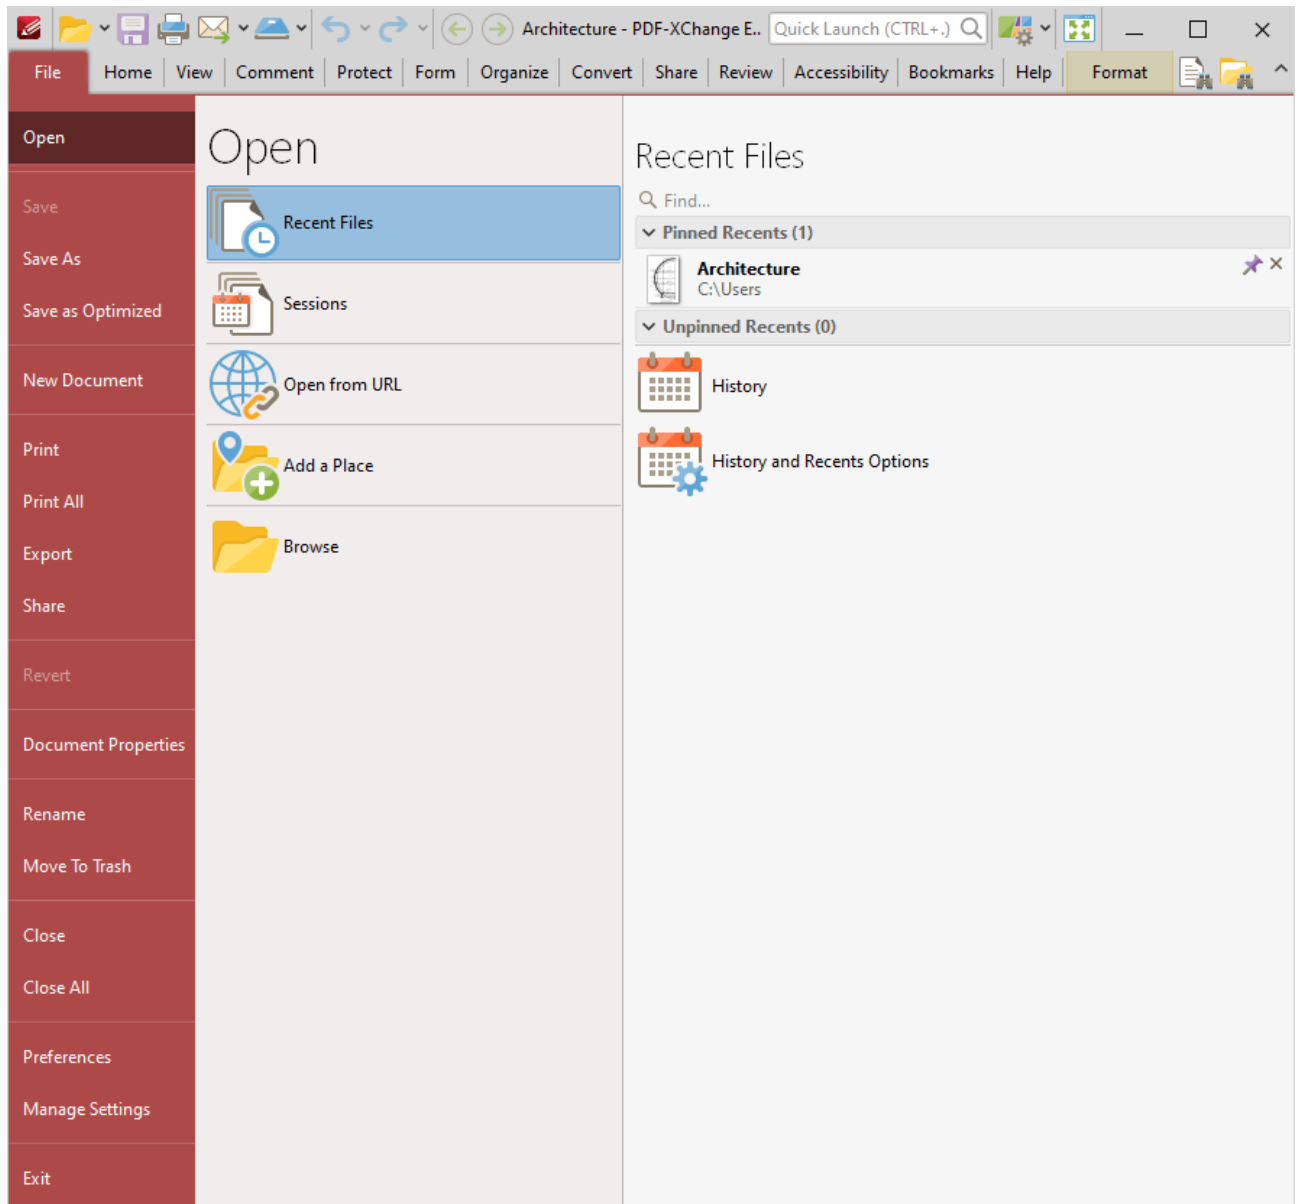 Architecture - PDF-XChange E..
Quick Launch (CTRL+.)
File Home View Comment Protect Form Organize Convert Share Review Accessibility Bookmarks Help Format
Open
Save
Save As
Save as Optimized
New Document
Print
Print All
Export
Share
Revert
Document Properties
Rename
Move To Trash
Close
Close All
Preferences
Manage Settings
Exit
Open
Recent Files
Sessions
Open from URL
Add a Place
Browse
Recent Files
Find...
Pinned Recents (1)
Architecture
C:\Users
Unpinned Recents (0)
History
History and Recents Options